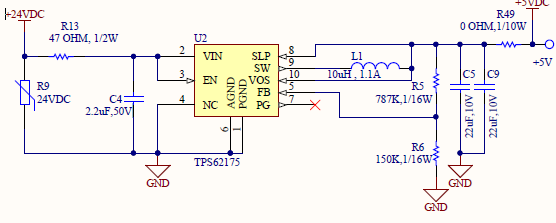 +24VDC
R13
47 OHM, 1/2W
R9
24VDC
C4
2.2uF,50V
U2
2 VIN
3 EN
4 NC
AGND
PGND
6
1
SLP 8
SW 9
VOS 10
FB 5
PG 7
TPS62175
GND
L1
10uH , 1.1A
R5
787K,1/16W
R6
150K,1/16W
GND
C5
22uF,10V
C9
22uF,10V
GND
R49
0 OHM,1/10W
+5VDC
+5V